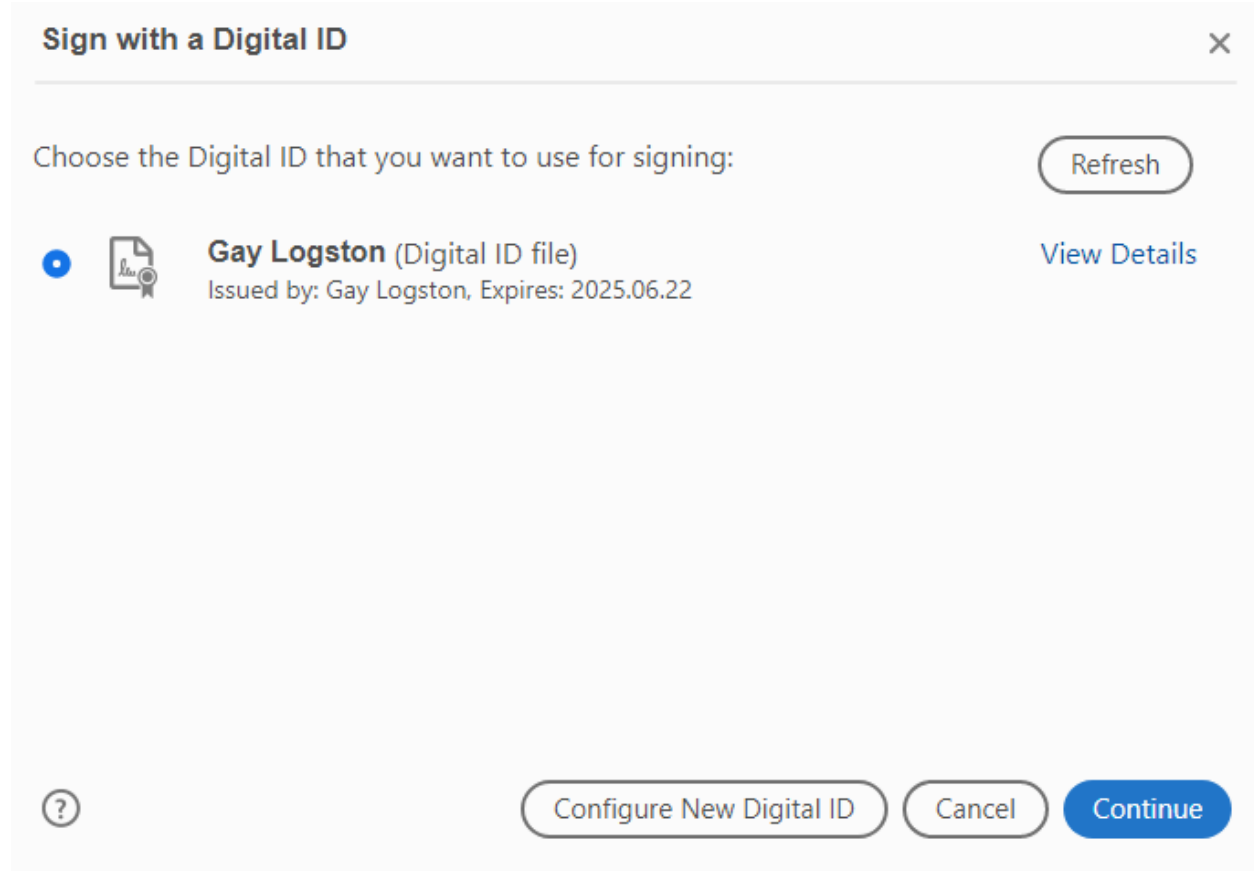 Sign with a Digital ID
Choose the Digital ID that you want to use for signing:
Refresh
Gay Logston (Digital ID file)
View Details
Issued by: Gay Logston, Expires: 2025.06.22
?
Configure New Digital ID
Cancel
Continue